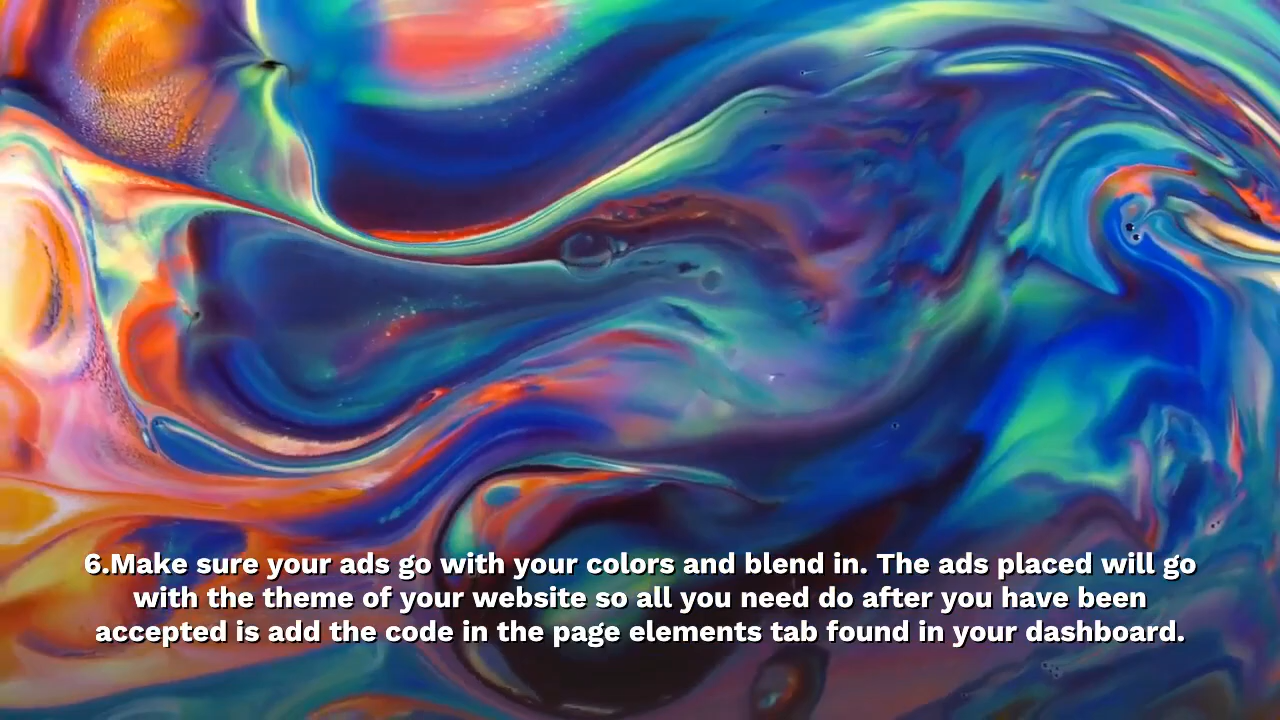 6.Make sure your ads go with your colors and blend in. The ads placed will go
with the theme of your website so all you need do after you have been
accepted is add the code in the page elements tab found in your dashboard.